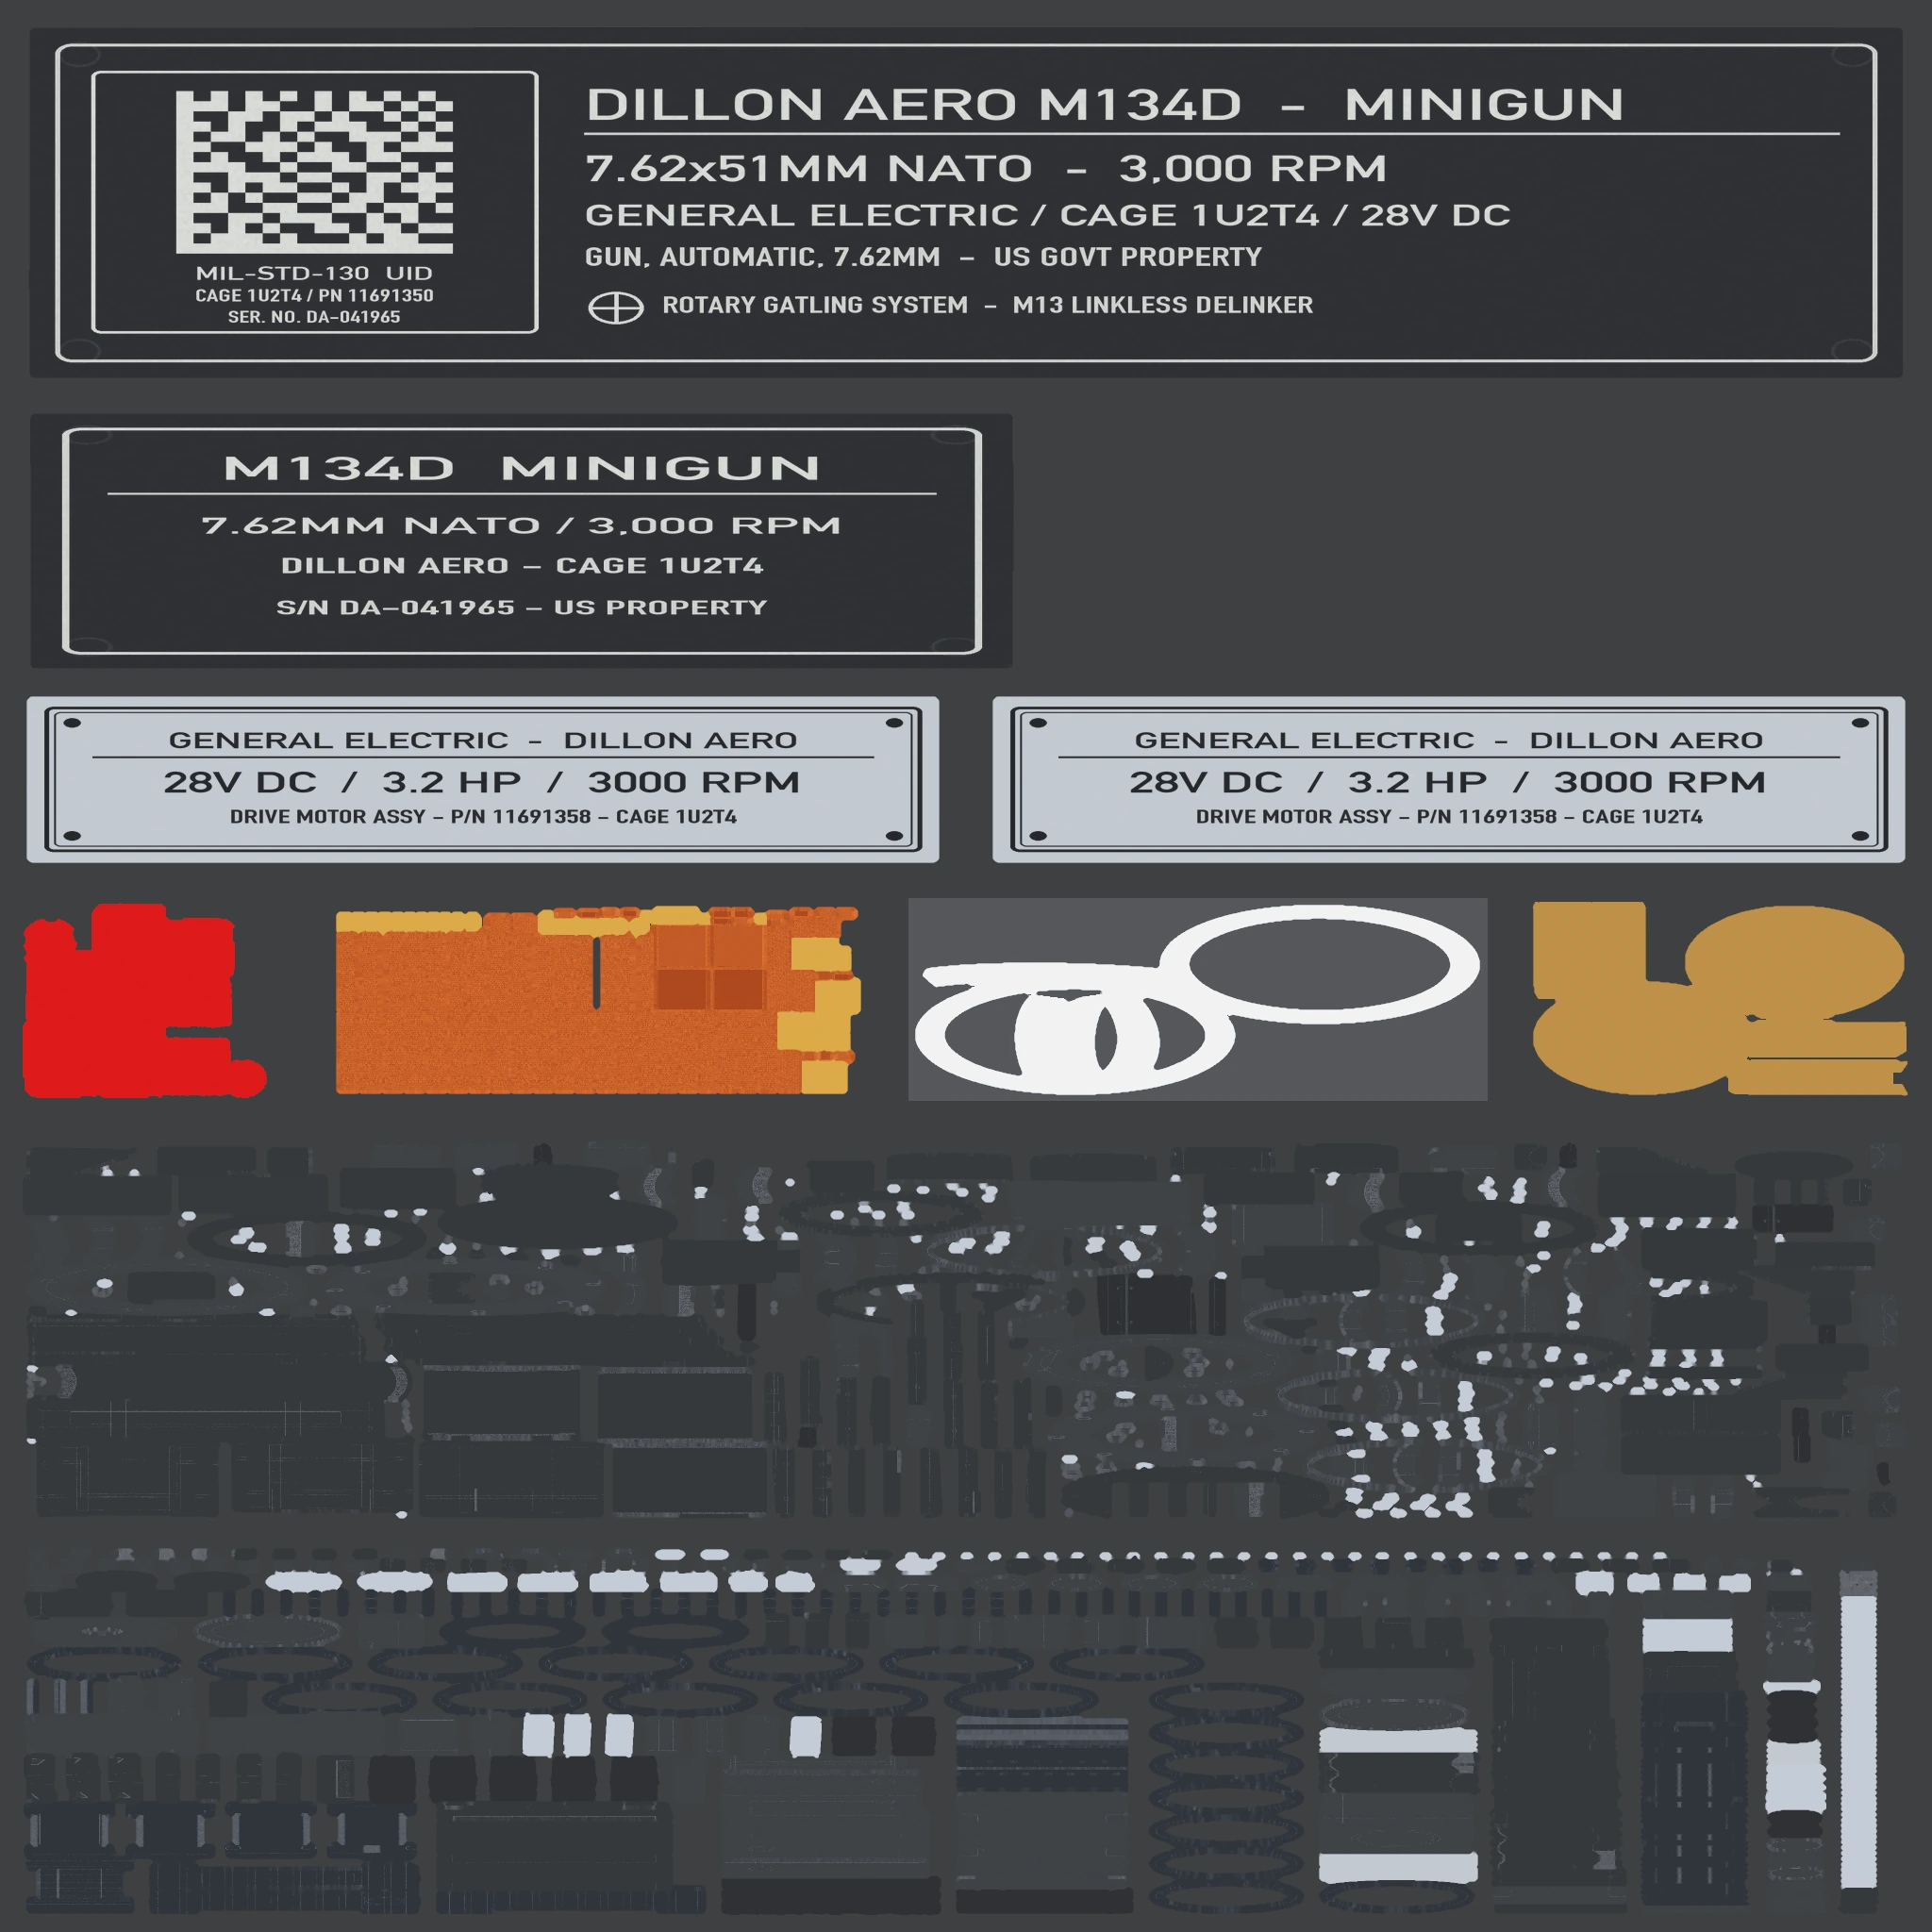 DILLON AERO M134D - MINIGUN
7.62x51MM NATO - 3,000 RPM
GENERAL ELECTRIC / CAGE 1U2T4 / 28V DC
GUN, AUTOMATIC, 7.62MM - US GOVT PROPERTY
ROTARY GATLING SYSTEM - M13 LINKLESS DELINKER
MIL-STD-130 UID
CAGE 1U2T4 / PN 11691350
SER. NO. DA-041965
M134D MINIGUN
7.62MM NATO / 3,000 RPM
DILLON AERO - CAGE 1U2T4
S/N DA-041965 - US PROPERTY
GENERAL ELECTRIC - DILLON AERO
28V DC / 3.2 HP / 3000 RPM
DRIVE MOTOR ASSY - P/N 11691358 - CAGE 1U2T4
GENERAL ELECTRIC - DILLON AERO
28V DC / 3.2 HP / 3000 RPM
DRIVE MOTOR ASSY - P/N 11691358 - CAGE 1U2T4